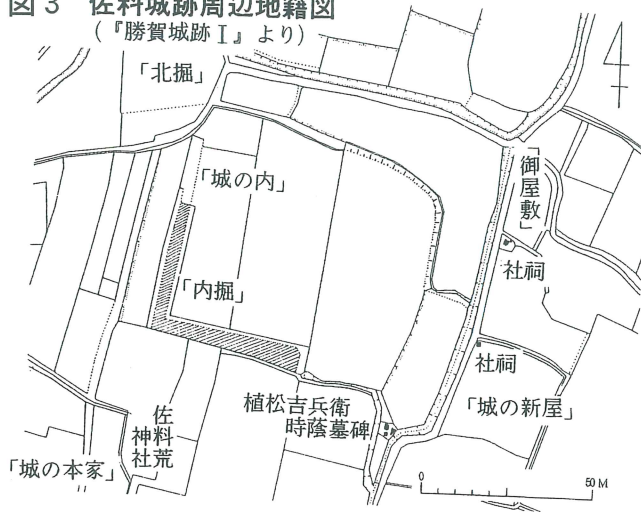 図3 佐料城跡周辺地籍図
(『勝賀城跡Ⅰ』より)
「北掘」
「城の内」
「御屋敷」
社祠
「内掘」
社祠
植松吉兵衛
時蔭墓碑
「城の新屋」
佐料荒
神社
「城の本家」
0
50M